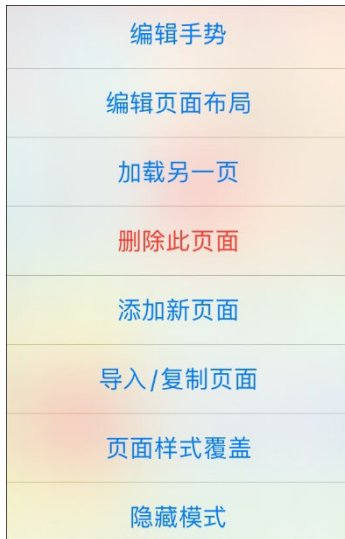 编辑手势
编辑页面布局
加载另一页
删除此页面
添加新页面
导入/复制页面
页面样式覆盖
隐藏模式